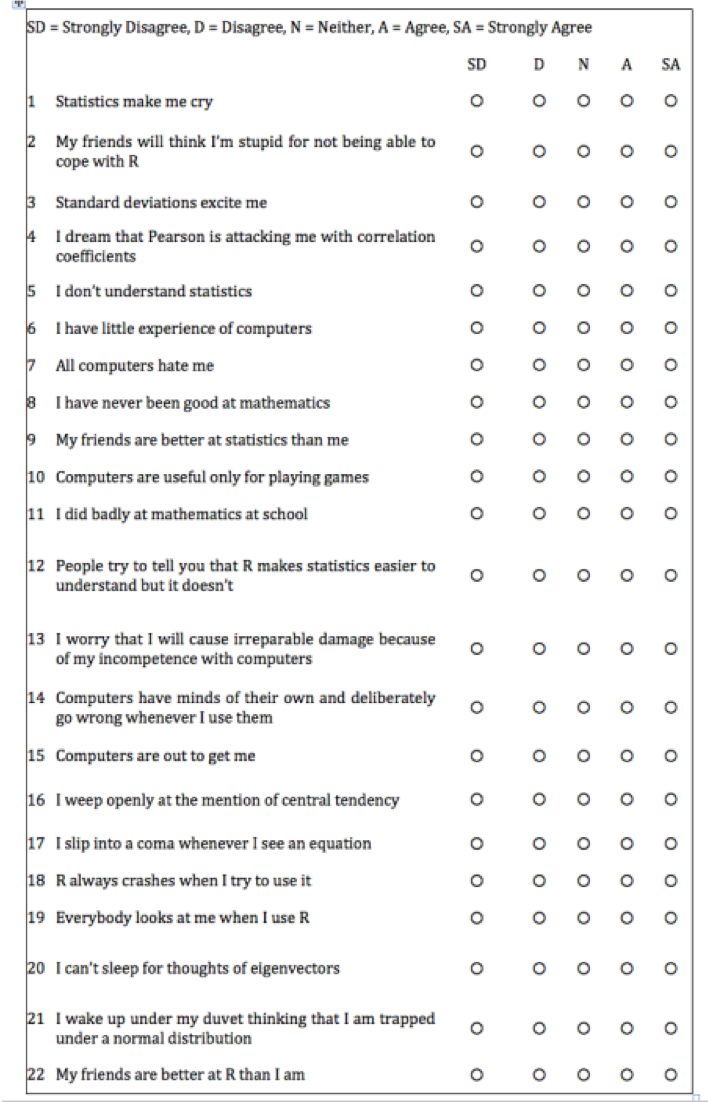 SD = Strongly Disagree, D = Disagree, N = Neither, A = Agree, SA = Strongly Agree
SD D N A SA
1 Statistics make me cry
2 My friends will think I'm stupid for not being able to
cope with R
3 Standard deviations excite me
4 I dream that Pearson is attacking me with correlation
coefficients
5 I don't understand statistics
6 I have little experience of computers
7 All computers hate me
8 I have never been good at mathematics
9 My friends are better at statistics than me
10 Computers are useful only for playing games
11 I did badly at mathematics at school
12 People try to tell you that R makes statistics easier to
understand but it doesn't
13 I worry that I will cause irreparable damage because
of my incompetence with computers
14 Computers have minds of their own and deliberately
go wrong whenever I use them
15 Computers are out to get me
16 I weep openly at the mention of central tendency
17 I slip into a coma whenever I see an equation
18 R always crashes when I try to use it
19 Everybody looks at me when I use R
20 I can't sleep for thoughts of eigenvectors
21 I wake up under my duvet thinking that I am trapped
under a normal distribution
22 My friends are better at R than I am